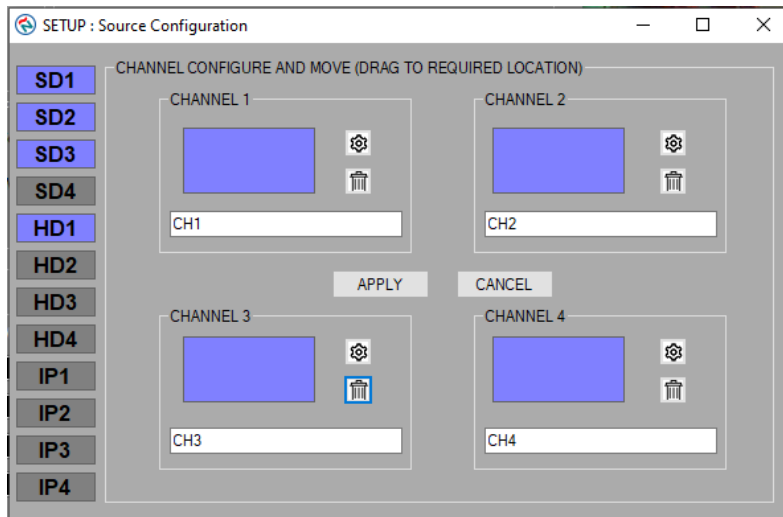 SETUP : Source Configuration
SD1
SD2
SD3
SD4
HD1
HD2
HD3
HD4
IP1
IP2
IP3
IP4
CHANNEL CONFIGURE AND MOVE (DRAG TO REQUIRED LOCATION)
CHANNEL 1
CH1
CHANNEL 2
CH2
APPLY
CANCEL
CHANNEL 3
CH3
CHANNEL 4
CH4